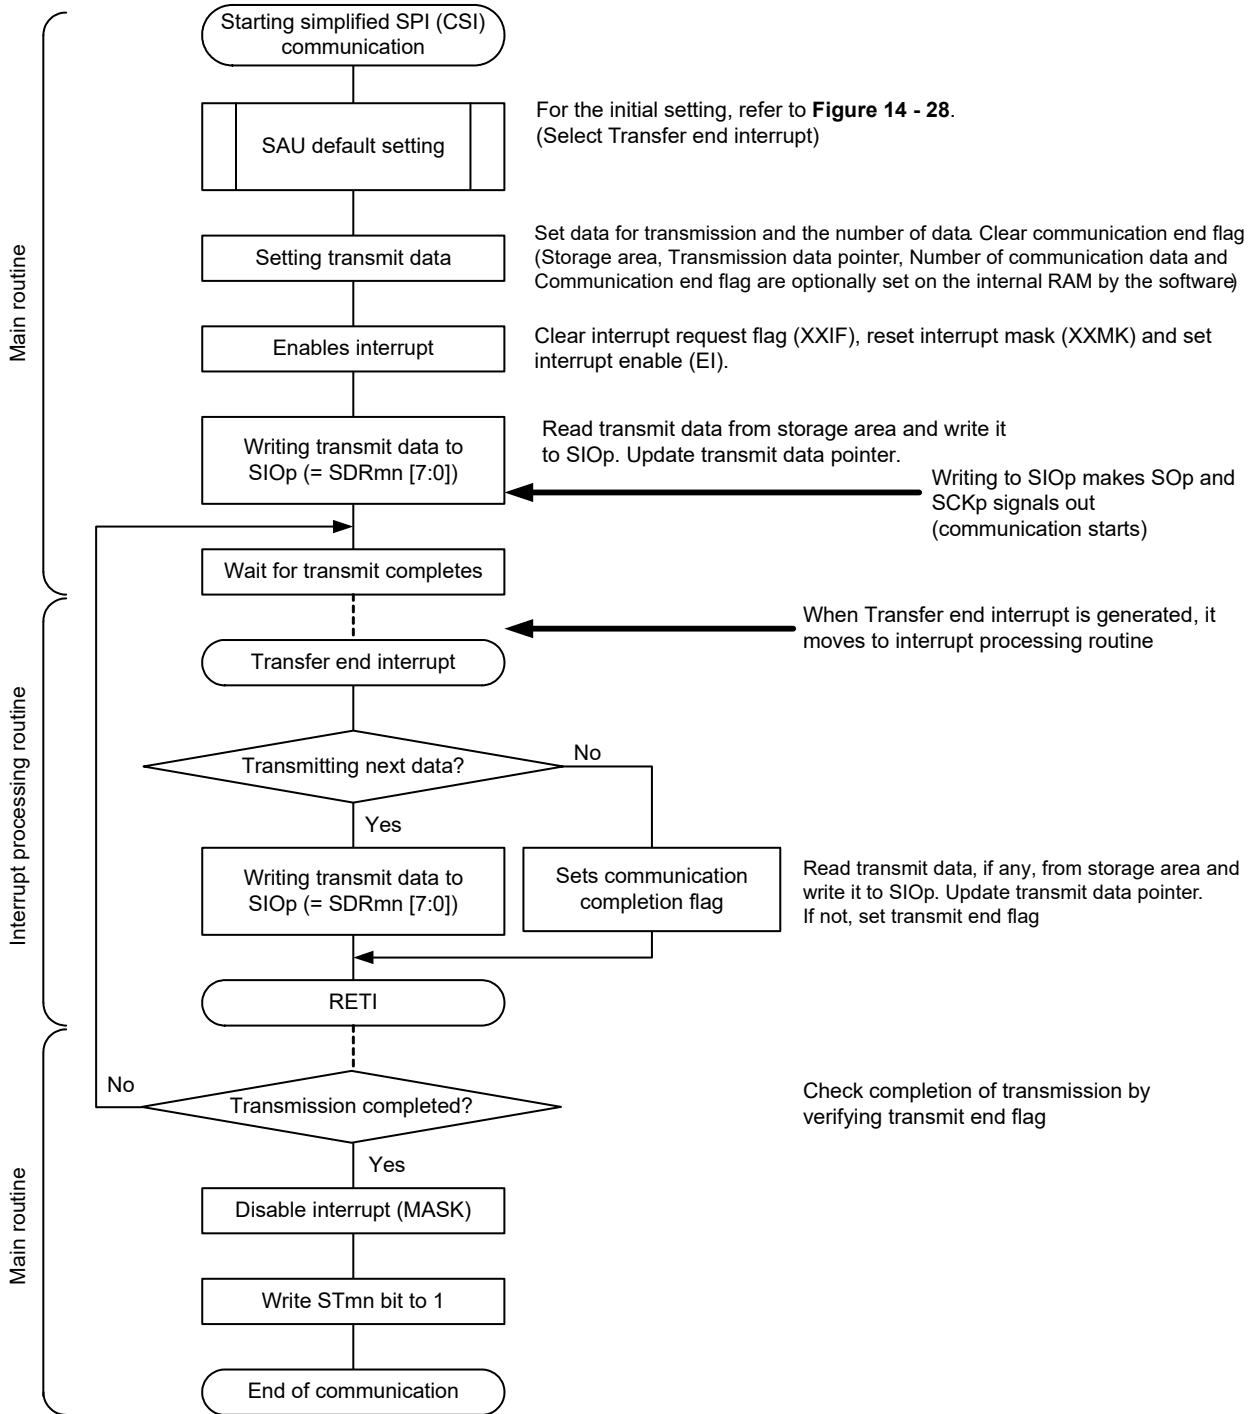 Starting simplified SPI (CSI)
communication
SAU default setting
For the initial setting, refer to Figure 14 - 28.
(Select Transfer end interrupt)
Setting transmit data
Set data for transmission and the number of data. Clear communication end flag
(Storage area, Transmission data pointer, Number of communication data and
Communication end flag are optionally set on the internal RAM by the software)
Main routine
Enables interrupt
Clear interrupt request flag (XXIF), reset interrupt mask (XXMK) and set
interrupt enable (EI).
Writing transmit data to
SIOp (= SDRmn [7:0])
Read transmit data from storage area and write it
to SIOp. Update transmit data pointer.
Writing to SIOp makes SOp and
SCKp signals out
(communication starts)
Wait for transmit completes
When Transfer end interrupt is generated, it
moves to interrupt processing routine
Transfer end interrupt
Interrupt processing routine
Transmitting next data?
No
Yes
Writing transmit data to
SIOp (= SDRmn [7:0])
Sets communication
completion flag
Read transmit data, if any, from storage area and
write it to SIOp. Update transmit data pointer.
If not, set transmit end flag
RETI
No
Transmission completed?
Check completion of transmission by
verifying transmit end flag
Yes
Main routine
Disable interrupt (MASK)
Write STmn bit to 1
End of communication